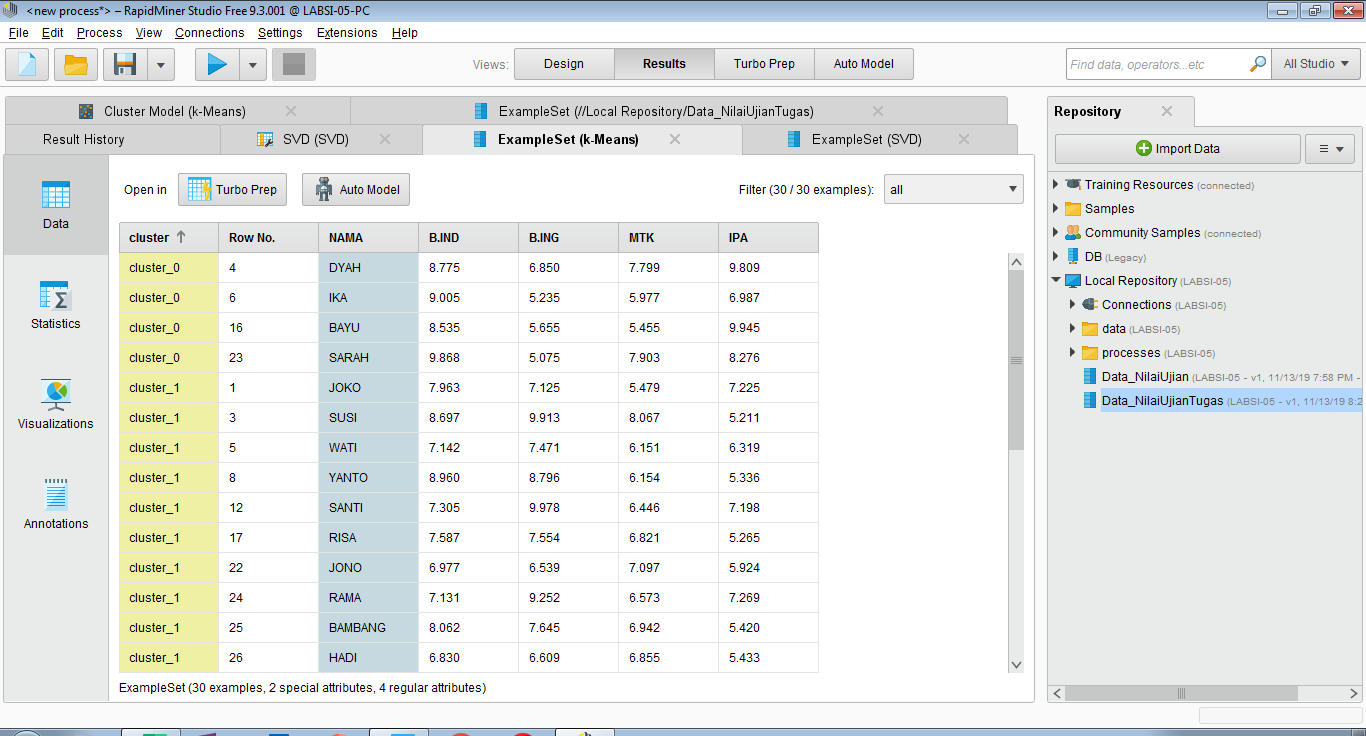 <new process*> – RapidMiner Studio Free 9.3.001 @ LABSI-05-PC
File Edit Process View Connections Settings Extensions Help
Views: Design Results Turbo Prep Auto Model Find data, operators...etc All Studio
Cluster Model (k-Means) ExampleSet (//Local Repository/Data_NilaiUjianTugas)
Result History SVD (SVD) ExampleSet (k-Means) ExampleSet (SVD)
Data
Statistics
Visualizations
Annotations
Open in Turbo Prep Auto Model Filter (30 / 30 examples): all
cluster Row No. NAMA B.IND B.ING MTK IPA
cluster_0 4 DYAH 8.775 6.850 7.799 9.809
cluster_0 6 IKA 9.005 5.235 5.977 6.987
cluster_0 16 BAYU 8.535 5.655 5.455 9.945
cluster_0 23 SARAH 9.868 5.075 7.903 8.276
cluster_1 1 JOKO 7.963 7.125 5.479 7.225
cluster_1 3 SUSI 8.697 9.913 8.067 5.211
cluster_1 5 WATI 7.142 7.471 6.151 6.319
cluster_1 8 YANTO 8.960 8.796 6.154 5.336
cluster_1 12 SANTI 7.305 9.978 6.446 7.198
cluster_1 17 RISA 7.587 7.554 6.821 5.265
cluster_1 22 JONO 6.977 6.539 7.097 5.924
cluster_1 24 RAMA 7.131 9.252 6.573 7.269
cluster_1 25 BAMBANG 8.062 7.645 6.942 5.420
cluster_1 26 HADI 6.830 6.609 6.855 5.433
ExampleSet (30 examples, 2 special attributes, 4 regular attributes)
Repository
Import Data
Training Resources (connected)
Samples
Community Samples (connected)
DB (Legacy)
Local Repository (LABSI-05)
Connections (LABSI-05)
data (LABSI-05)
processes (LABSI-05)
Data_NilaiUjian (LABSI-05 - v1, 11/13/19 7:58 PM -
Data_NilaiUjianTugas (LABSI-05 - v1, 11/13/19 8:2